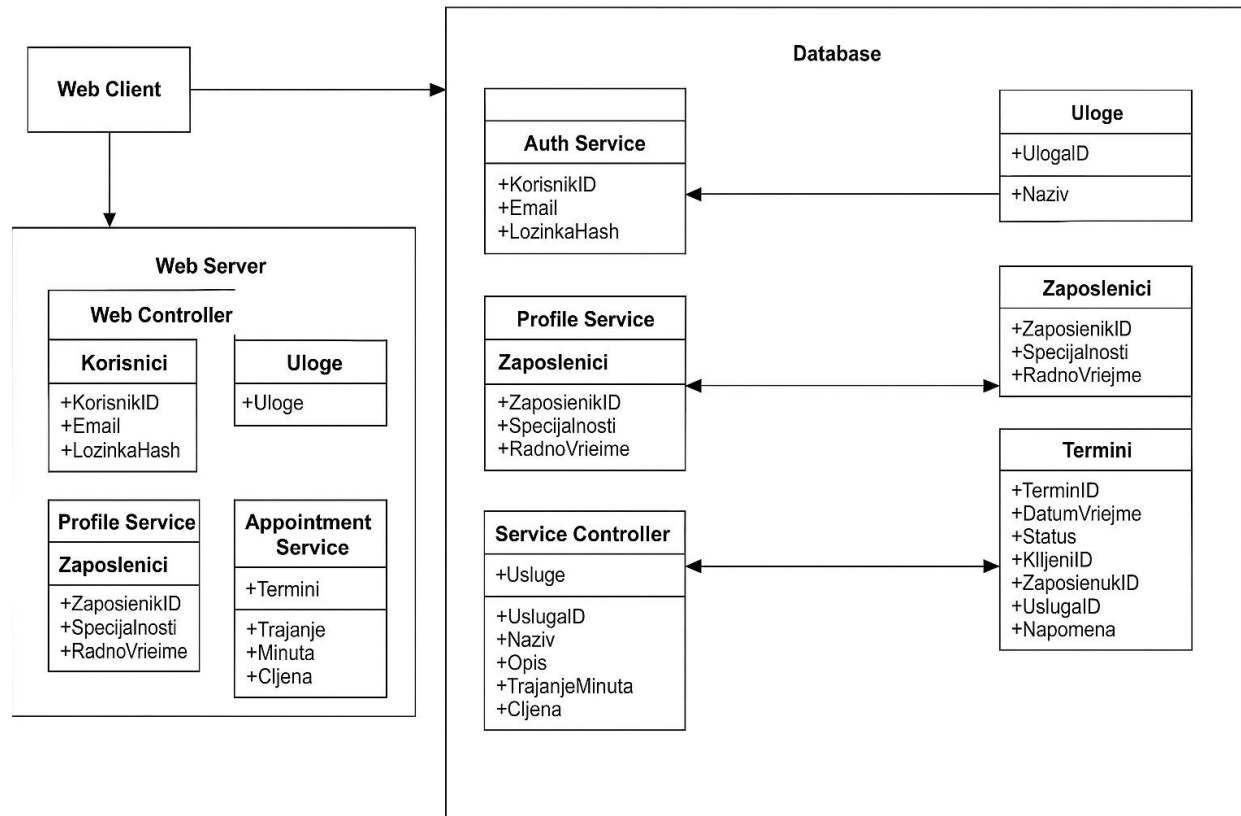 Web Client
Web Server
Web Controller
Korisnici
+KorisnikID
+Email
+LozinkaHash
Uloge
+Uloge
Profile Service
Zaposlenici
+ZaposienikID
+Specijalnosti
+RadnoVrieime
Appointment
Service
+Termini
+Trajanje
+Minuta
+Cljena
Database
Auth Service
+KorisnikID
+Email
+LozinkaHash
Uloge
+UlogaID
+Naziv
Profile Service
Zaposlenici
+ZaposienikID
+Specijalnosti
+RadnoVrieime
Zaposlenici
+ZaposienikID
+Specijalnosti
+RadnoVriejme
Service Controller
+Usluge
+UslugaID
+Naziv
+Opis
+TrajanjeMinuta
+Cljena
Termini
+TerminID
+DatumVriejme
+Status
+KlljeniID
+ZaposienukID
+UslugaID
+Napomena